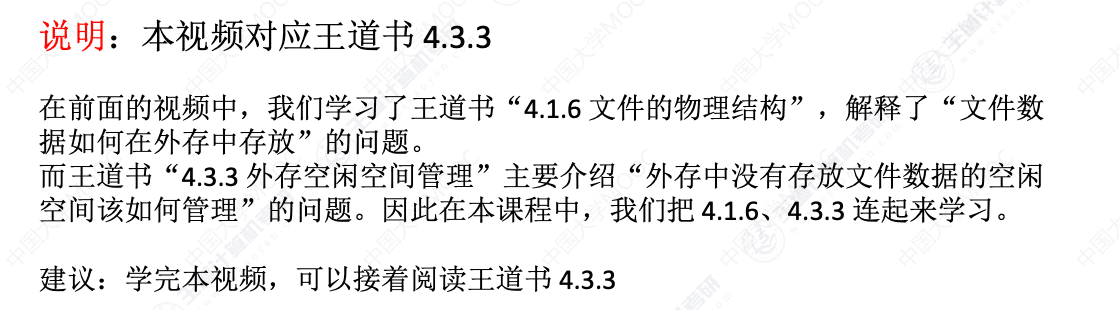 说明：本视频对应王道书 4.3.3
在前面的视频中，我们学习了王道书“4.1.6 文件的物理结构”，解释了“文件数
据如何在外存中存放”的问题。
而王道书“4.3.3 外存空闲空间管理”主要介绍“外存中没有存放文件数据的空闲
空间该如何管理”的问题。因此在本课程中，我们把 4.1.6、4.3.3 连起来学习。
建议：学完本视频，可以接着阅读王道书 4.3.3